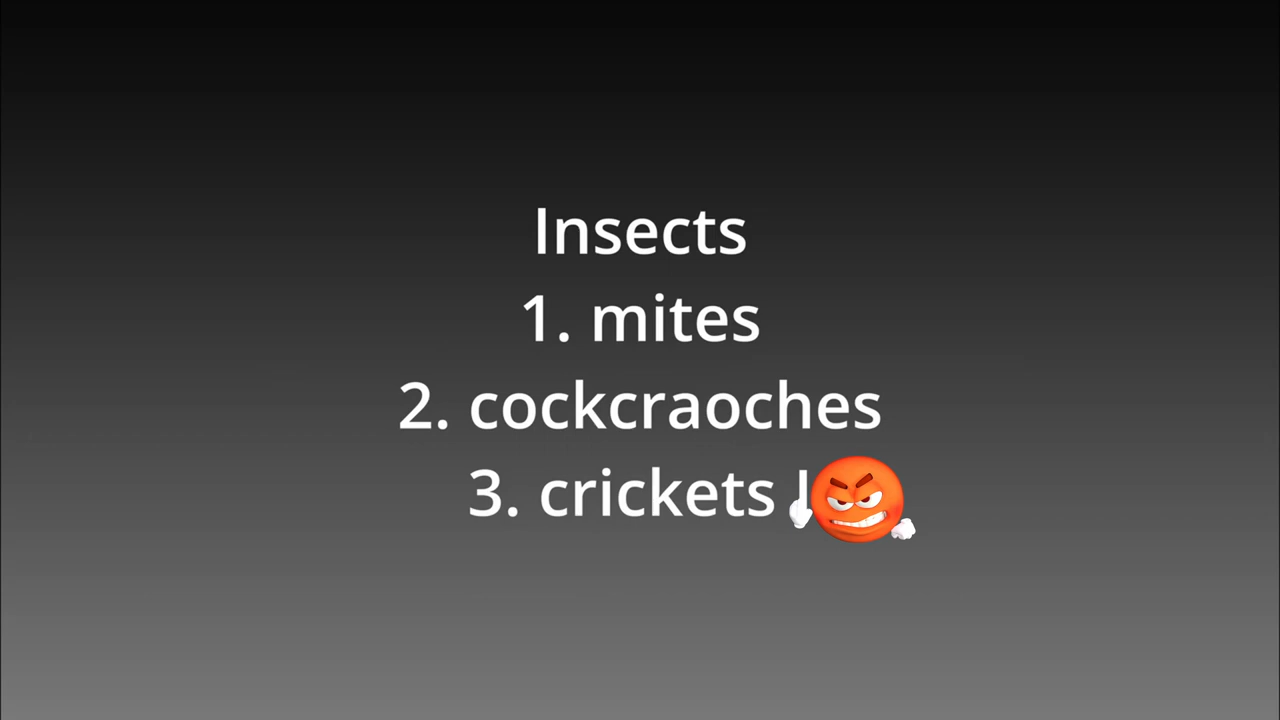 Insects
1. mites
2. cockcraoches
3. crickets